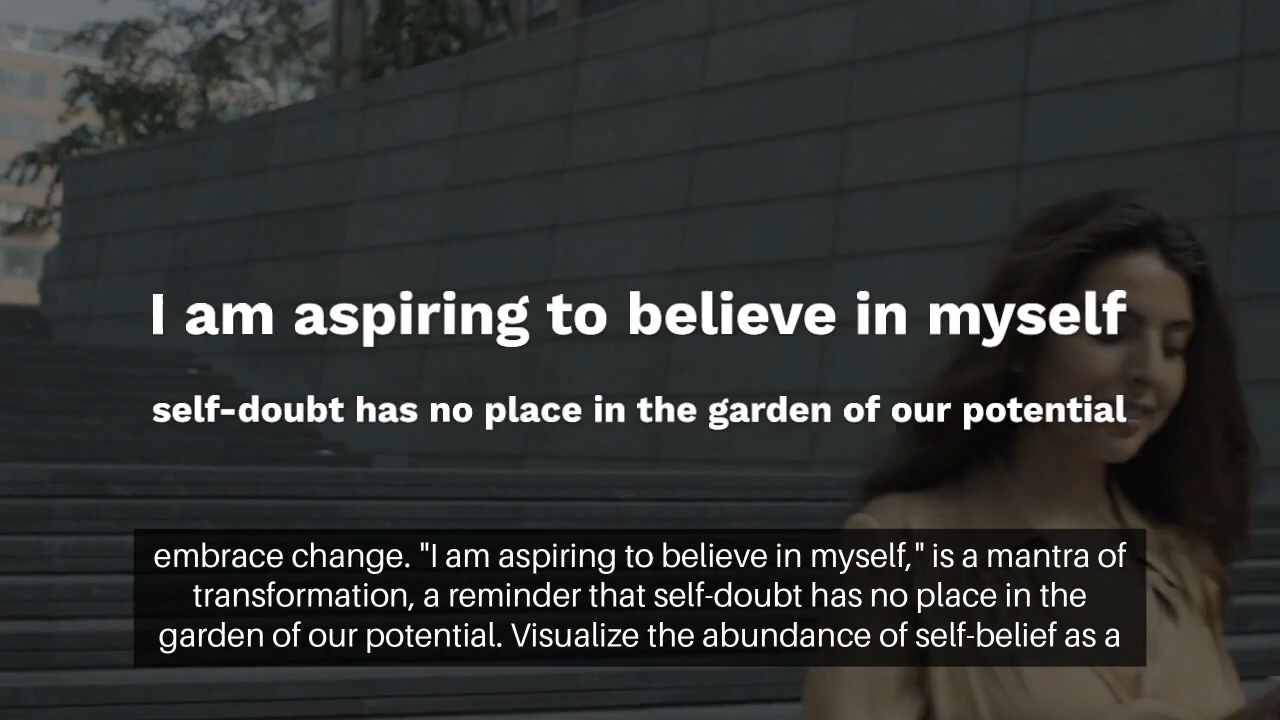 I am aspiring to believe in myself
self-doubt has no place in the garden of our potential
embrace change. "I am aspiring to believe in myself," is a mantra of
transformation, a reminder that self-doubt has no place in the
garden of our potential. Visualize the abundance of self-belief as a